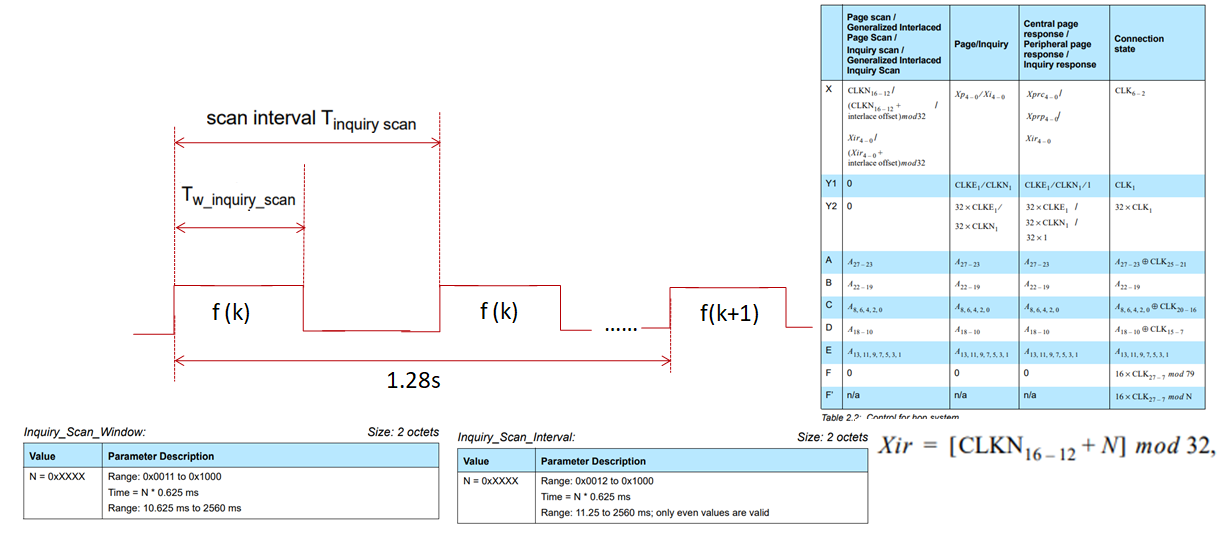 scan interval Tinquiry scan
Tw_inquiry_scan
f (k)
f (k)
......
f(k+1)
1.28s
Inquiry_Scan_Window:
Size: 2 octets
Value
Parameter Description
N = 0xXXXX
Range: 0x0011 to 0x1000
Time = N * 0.625 ms
Range: 10.625 ms to 2560 ms
Inquiry_Scan_Interval:
Size: 2 octets
Value
Parameter Description
N = 0xXXXX
Range: 0x0012 to 0x1000
Time = N * 0.625 ms
Range: 11.25 to 2560 ms; only even values are valid
Page scan /
Generalized Interlaced
Page Scan /
Inquiry scan /
Generalized Interlaced
Inquiry Scan
Page/Inquiry
Central page
response /
Peripheral page
response /
Inquiry response
Connection
state
X
CLKN16–12 /
(CLKN16–12 + /
interlace offset)mod32
Xir4–0 /
(Xir4–0 +
interlace offset)mod32
Xp4–0/Xi4–0
Xprc4–0/
Xprp4–0/
Xir4–0
CLK6–2
Y1
0
CLKE1/CLKN1
CLKE1/CLKN1/1
CLK1
Y2
0
32×CLKE1/
32×CLKN1
32×CLKE1 /
32×CLKN1 /
32×1
32×CLK1
A
A27–23
A27–23
A27–23
A27–23⊕CLK25–21
B
A22–19
A22–19
A22–19
A22–19
C
A8, 6, 4, 2, 0
A8, 6, 4, 2, 0
A8, 6, 4, 2, 0
A8, 6, 4, 2, 0⊕CLK20–16
D
A18–10
A18–10
A18–10
A18–10⊕CLK15–7
E
A13, 11, 9, 7, 5, 3, 1
A13, 11, 9, 7, 5, 3, 1
A13, 11, 9, 7, 5, 3, 1
A13, 11, 9, 7, 5, 3, 1
F
0
0
0
16×CLK27–7 mod 79
F'
n/a
n/a
n/a
16×CLK27–7 mod N
Table 2.2: Control for hop system
Xir = [CLKN16–12 + N] mod 32,